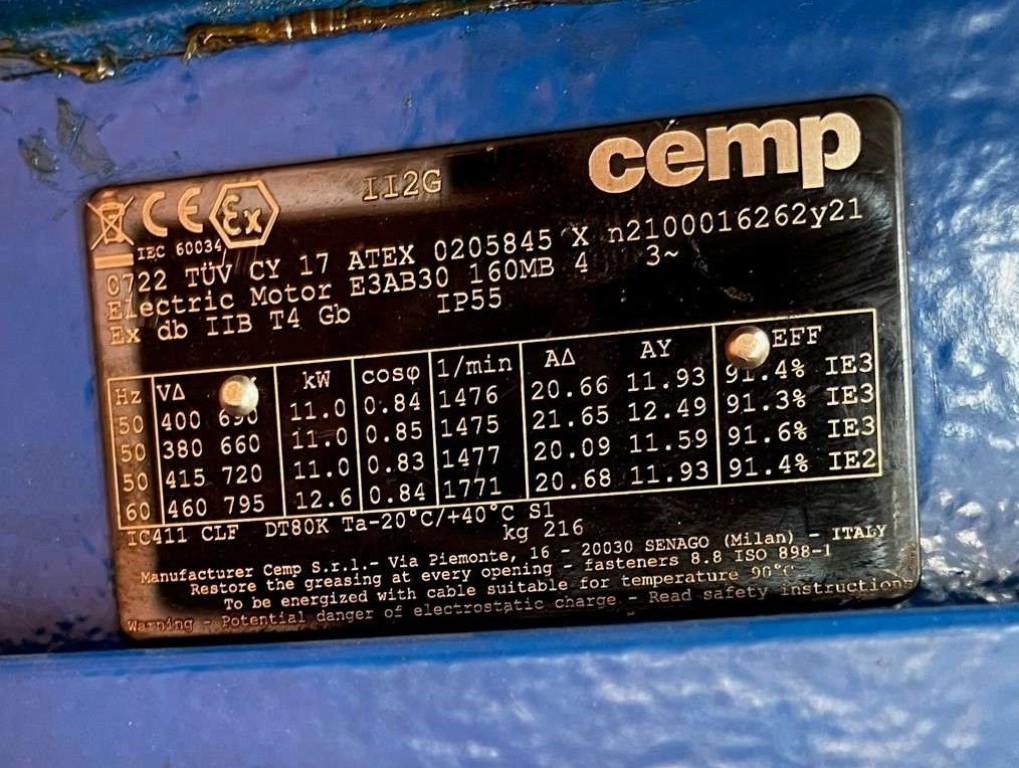 cemp
CE Ex II2G
IEC 60034
0722 TÜV CY 17 ATEX 0205845 X n2100016262y21
Electric Motor E3AB30 160MB 4 3~
Ex db IIB T4 Gb IP55
Hz V∆ kW cosφ 1/min A∆ AY EFF
50 400 690 11.0 0.84 1476 20.66 11.93 91.4% IE3
50 380 660 11.0 0.85 1475 21.65 12.49 91.3% IE3
50 415 720 11.0 0.83 1477 20.09 11.59 91.6% IE3
60 460 795 12.6 0.84 1771 20.68 11.93 91.4% IE2
IC411 CLF DT80K Ta-20°C/+40°C S1
kg 216
Manufacturer Cemp S.r.l.- Via Piemonte, 16 - 20030 SENAGO (Milan) - ITALY
Restore the greasing at every opening - fasteners 8.8 ISO 898-1
To be energized with cable suitable for temperature 90°C
Warning - Potential danger of electrostatic charge - Read safety instructions